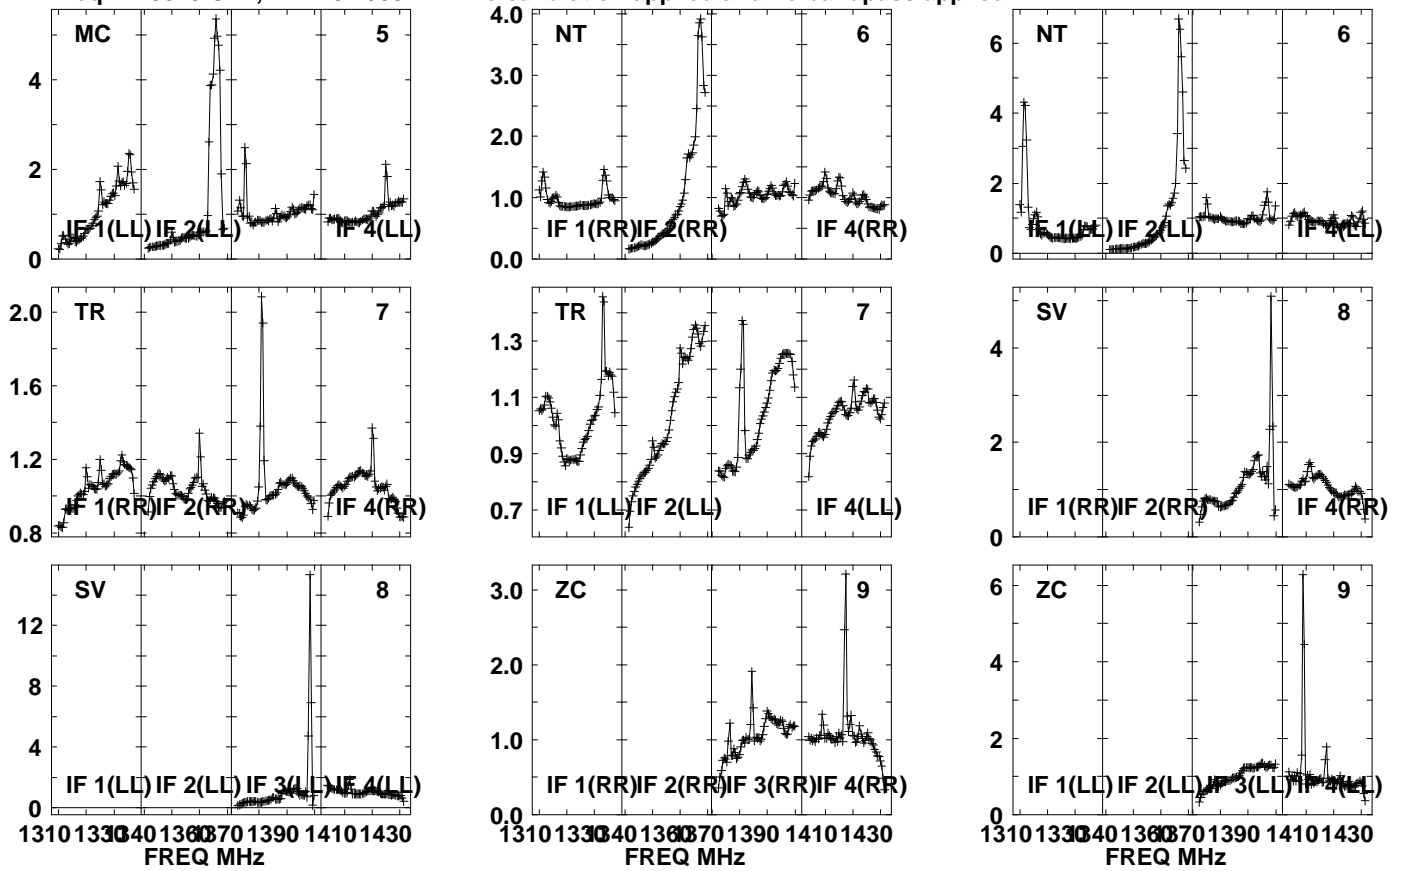 MC 5 NT 6 NT 6
4 2 0
4.0 3.0 2.0 1.0 0.0
6 4 2 0
IF 1(LL) IF 2(LL) IF 4(LL)
IF 1(RR) IF 2(RR) IF 4(RR)
IF 1(LL) IF 2(LL) IF 4(LL)
TR 7 TR 7 SV 8
2.0 1.6 1.2 0.8
1.3 1.1 0.9 0.7
4 2 0
IF 1(RR) IF 2(RR) IF 4(RR)
IF 1(LL) IF 2(LL) IF 4(LL)
IF 1(RR) IF 2(RR) IF 4(RR)
SV 8 ZC 9 ZC 9
12 8 4 0
3.0 2.0 1.0 0.0
6 4 2 0
IF 1(LL) IF 2(LL) IF 3(LL) IF 4(LL)
IF 1(RR) IF 2(RR) IF 3(RR) IF 4(RR)
IF 1(LL) IF 2(LL) 3(LL) IF 4(LL)
1310 1330 1340 1360 1370 1390 1410 1430
1310 1330 1340 1360 1370 1390 1410 1430
1310 1330 1340 1360 1370 1390 1410 1430
FREQ MHz FREQ MHz FREQ MHz